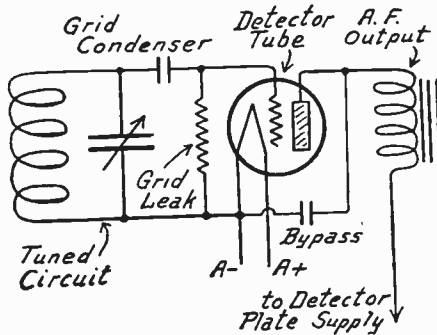 Grid
Condenser
Detector
Tube
A.F.
Output
Grid
Leak
Tuned
Circuit
A-
A+
Bypass
to Detector
Plate Supply